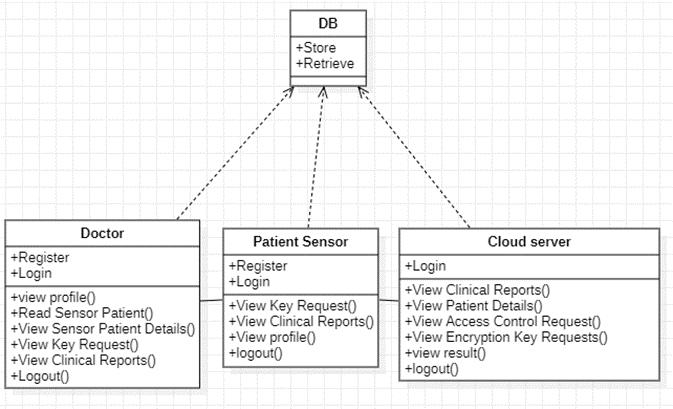 DB
+Store
+Retrieve
Doctor
+Register
+Login
+view profile()
+Read Sensor Patient()
+View Sensor Patient Details()
+View Key Request()
+View Clinical Reports()
+Logout()
Patient Sensor
+Register
+Login
+View Key Request()
+View Clinical Reports()
+View profile()
+logout()
Cloud server
+Login
+View Clinical Reports()
+View Patient Details()
+View Access Control Request()
+View Encryption Key Requests()
+view result()
+logout()